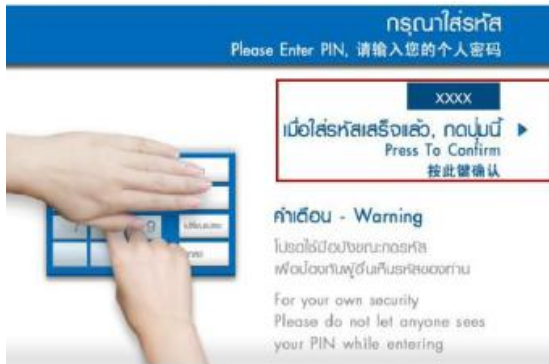 กรุณาใส่รหัส
Please Enter PIN, 请输入您的个人密码
xxxx
เมื่อใส่รหัสเสร็จแล้ว, กดปุ่มนี้
Press To Confirm
按此键确认
คำเตือน - Warning
โปรดใช้มือบังขณะกดรหัส
เพื่อป้องกันผู้อื่นเห็นรหัสของท่าน
For your own security
Please do not let anyone sees
your PIN while entering
7
9